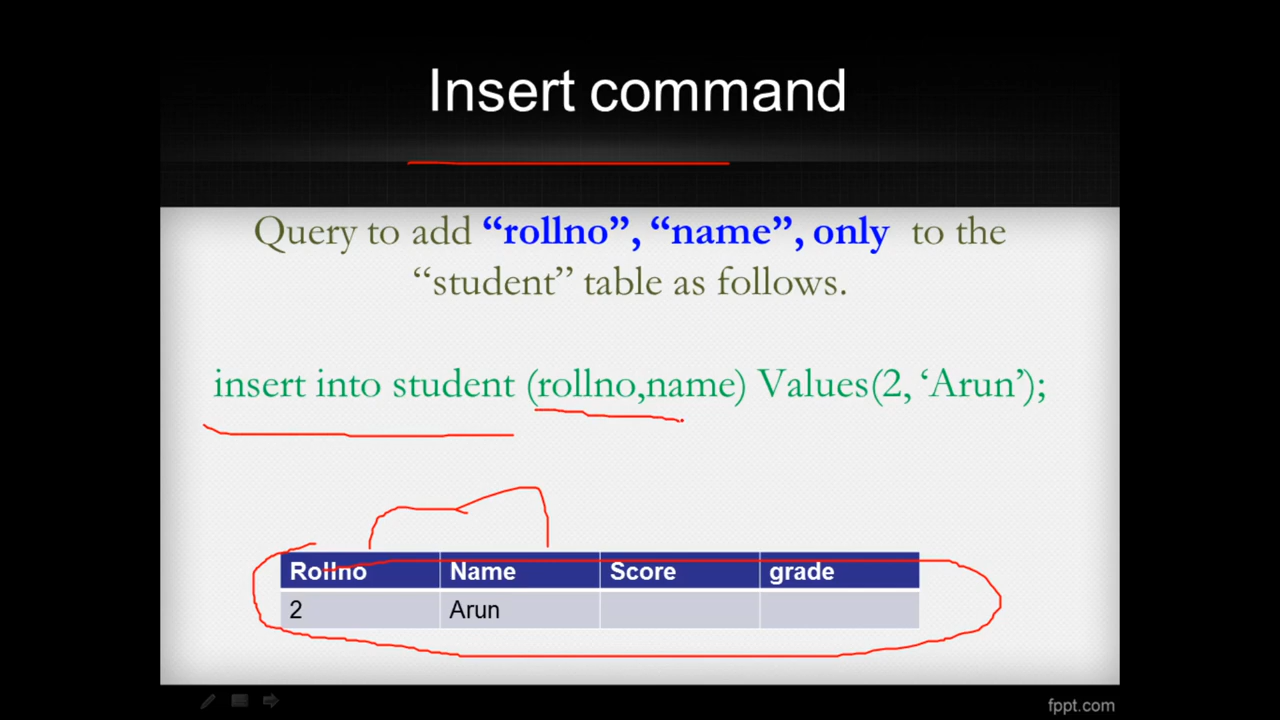 Insert command
Query to add “rollno”, “name”, only to the
“student” table as follows.
insert into student (rollno,name) Values(2, ‘Arun’);
Rollno Name Score grade
2 Arun
fppt.com